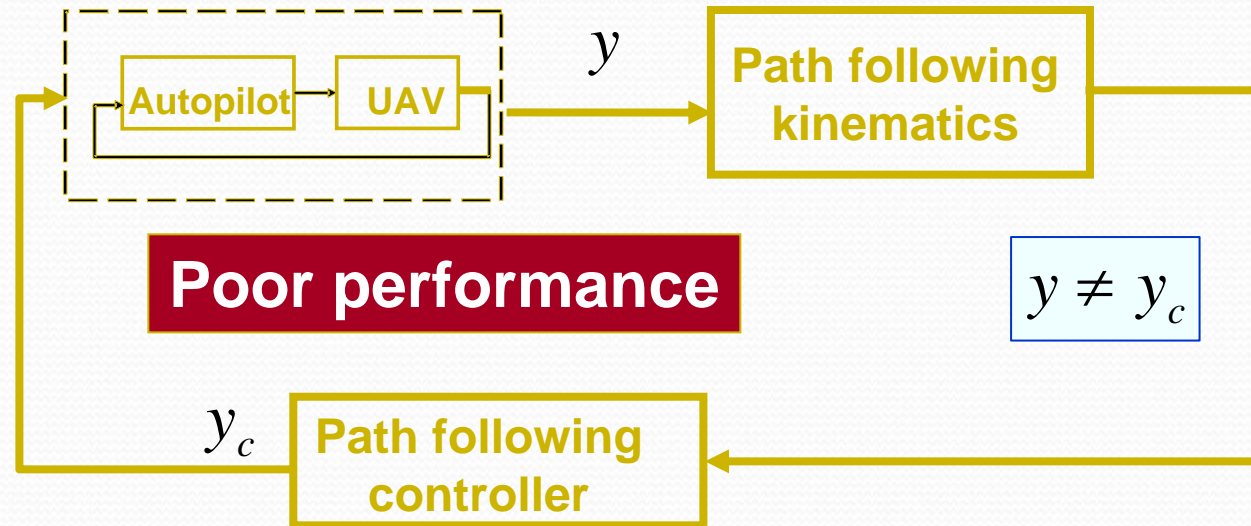 y
Autopilot
UAV
Path following
kinematics
Poor performance
y ≠ y_c
y_c
Path following
controller